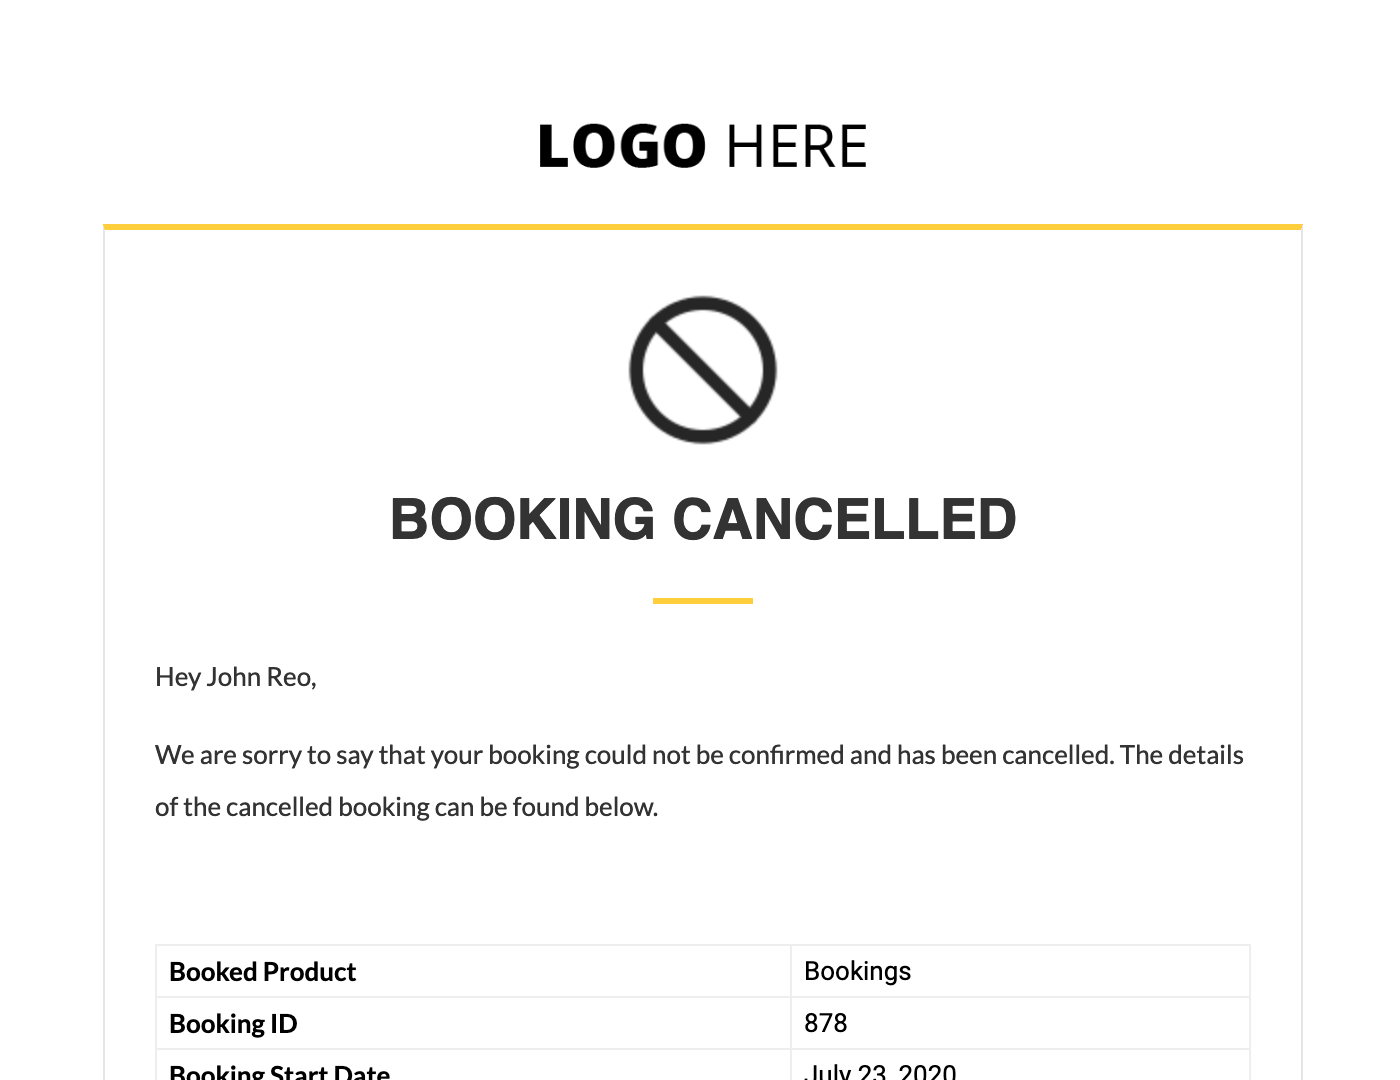 LOGO HERE
BOOKING CANCELLED
Hey John Reo,
We are sorry to say that your booking could not be confirmed and has been cancelled. The details
of the cancelled booking can be found below.
Booked Product Bookings
Booking ID 878
Booking Start Date July 23, 2020